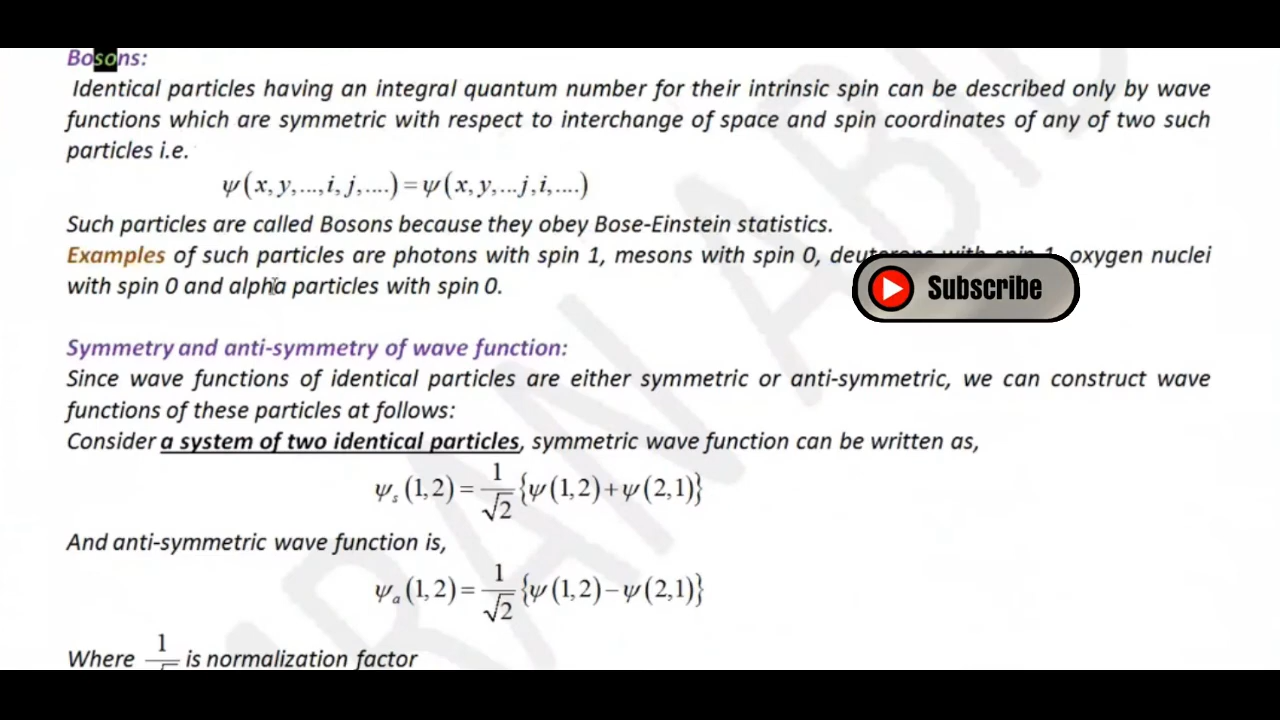 Bosons:
Identical particles having an integral quantum number for their intrinsic spin can be described only by wave
functions which are symmetric with respect to interchange of space and spin coordinates of any of two such
particles i.e.
ψ(x, y,...,i, j,....) = ψ(x, y,...j,i,....)
Such particles are called Bosons because they obey Bose-Einstein statistics.
Examples of such particles are photons with spin 1, mesons with spin 0, deuterons with spin 1, oxygen nuclei
with spin 0 and alpha particles with spin 0.
Subscribe
Symmetry and anti-symmetry of wave function:
Since wave functions of identical particles are either symmetric or anti-symmetric, we can construct wave
functions of these particles at follows:
Consider a system of two identical particles, symmetric wave function can be written as,
ψₛ(1,2) = 1/√2 {ψ(1,2)+ψ(2,1)}
And anti-symmetric wave function is,
ψₐ(1,2) = 1/√2 {ψ(1,2)−ψ(2,1)}
Where 1/√ is normalization factor